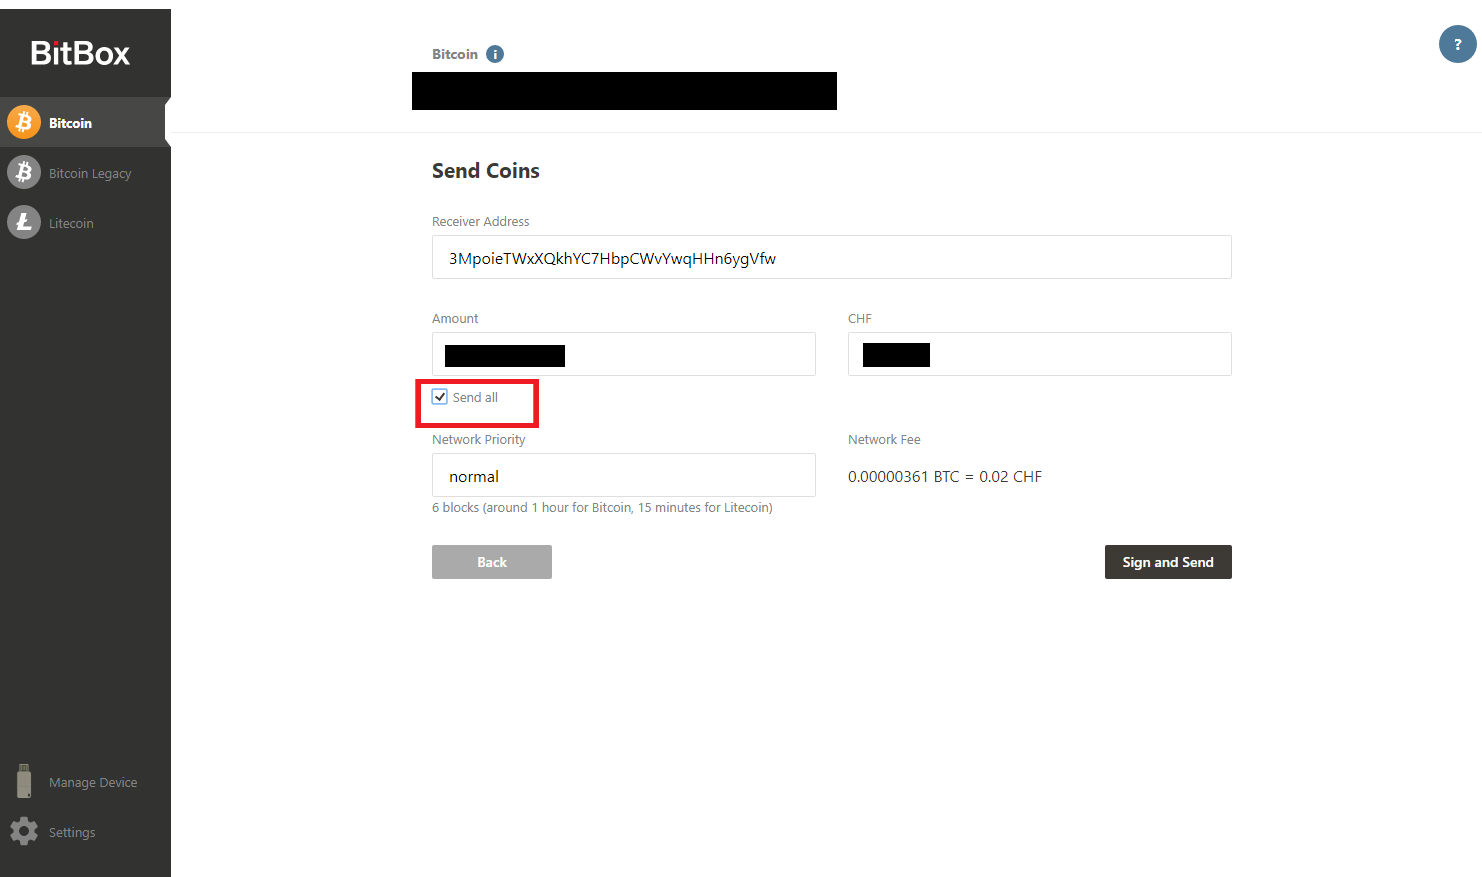 BitBox
Bitcoin
Bitcoin Legacy
Litecoin
Manage Device
Settings
Bitcoin
?
Send Coins
Receiver Address
3MpoieTWxXQkhYC7HbpCWvYwqHHn6ygVfw
Amount CHF
Send all
Network Priority Network Fee
normal 0.00000361 BTC = 0.02 CHF
6 blocks (around 1 hour for Bitcoin, 15 minutes for Litecoin)
Back Sign and Send